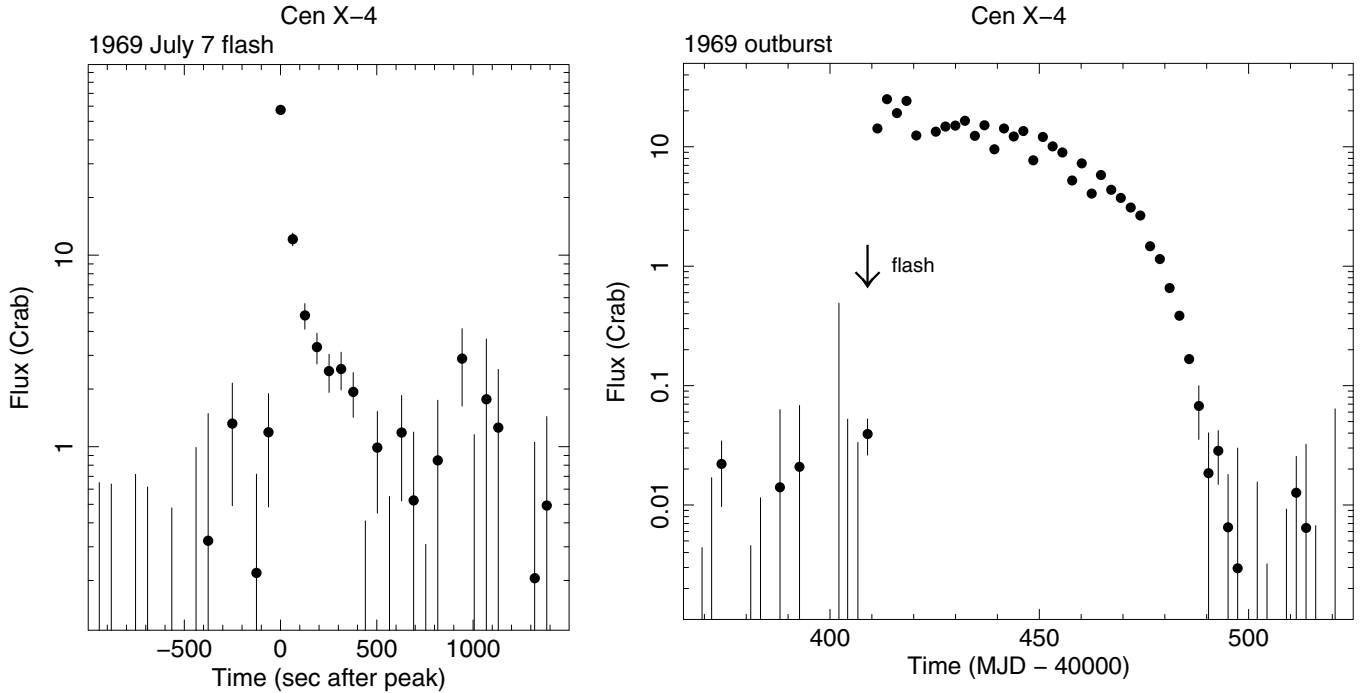 Cen X−4
1969 July 7 flash
10
1
Flux (Crab)
−500 0 500 1000
Time (sec after peak)
Cen X−4
1969 outburst
10
1
0.1
0.01
Flux (Crab)
flash
400 450 500
Time (MJD − 40000)